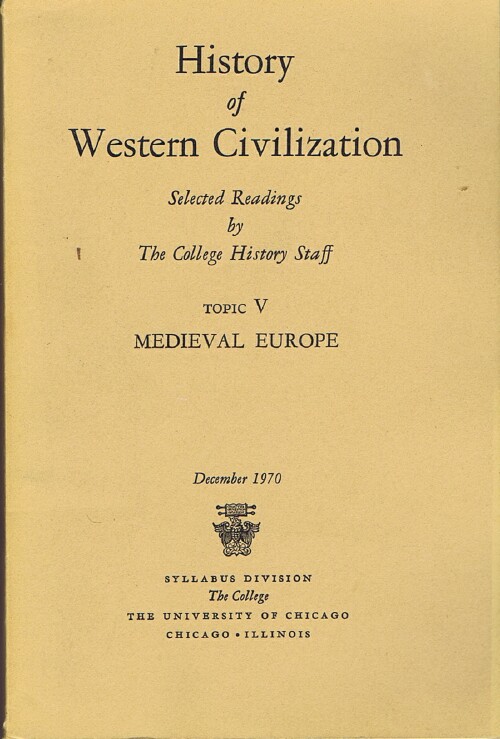 History
of
Western Civilization
Selected Readings
by
The College History Staff
TOPIC V
MEDIEVAL EUROPE
December 1970
SYLLABUS DIVISION
The College
THE UNIVERSITY OF CHICAGO
CHICAGO • ILLINOIS